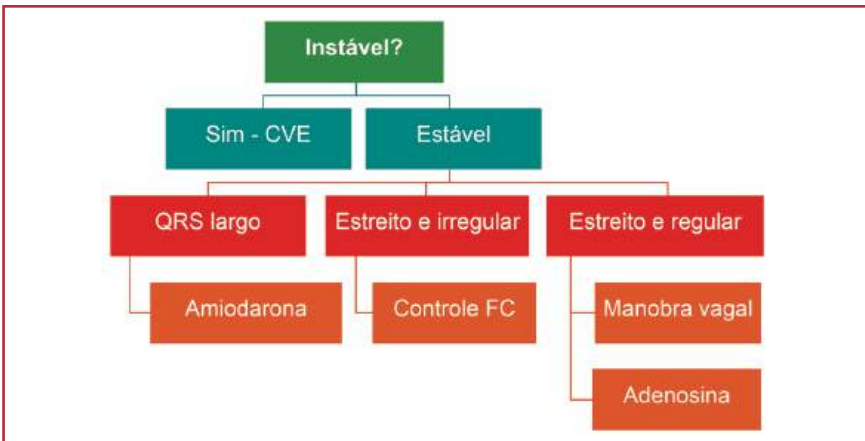 Instável?
Sim - CVE
Estável
QRS largo
Estreito e irregular
Estreito e regular
Amiodarona
Controle FC
Manobra vagal
Adenosina